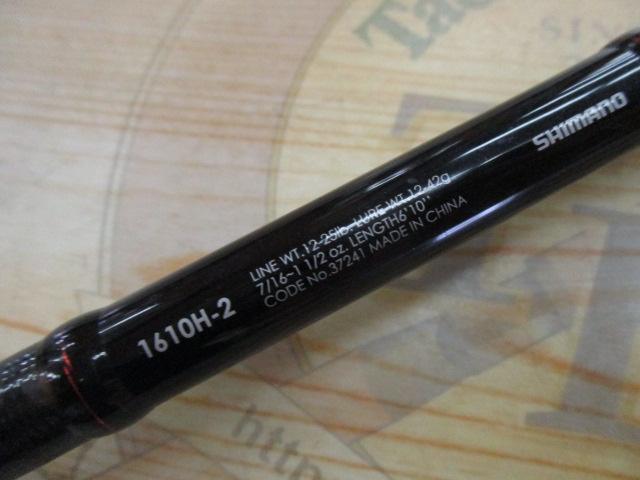 SHIMANO
LINE WT.12-25lb. LURE WT.12-42g
7/16~1 1/2 oz. LENGTH6'10"
CODE No.37241 MADE IN CHINA
1610H-2
http